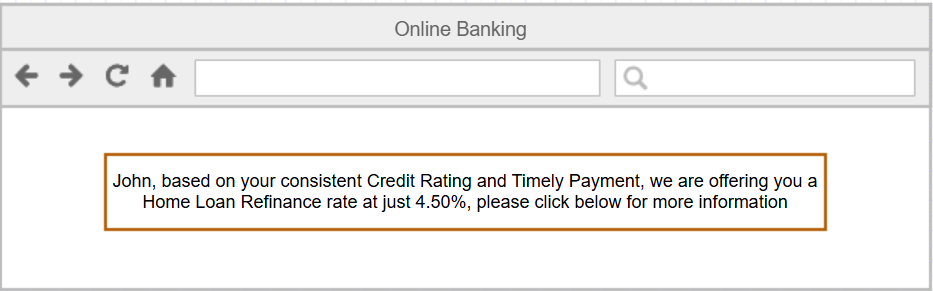 Online Banking
John, based on your consistent Credit Rating and Timely Payment, we are offering you a
Home Loan Refinance rate at just 4.50%, please click below for more information